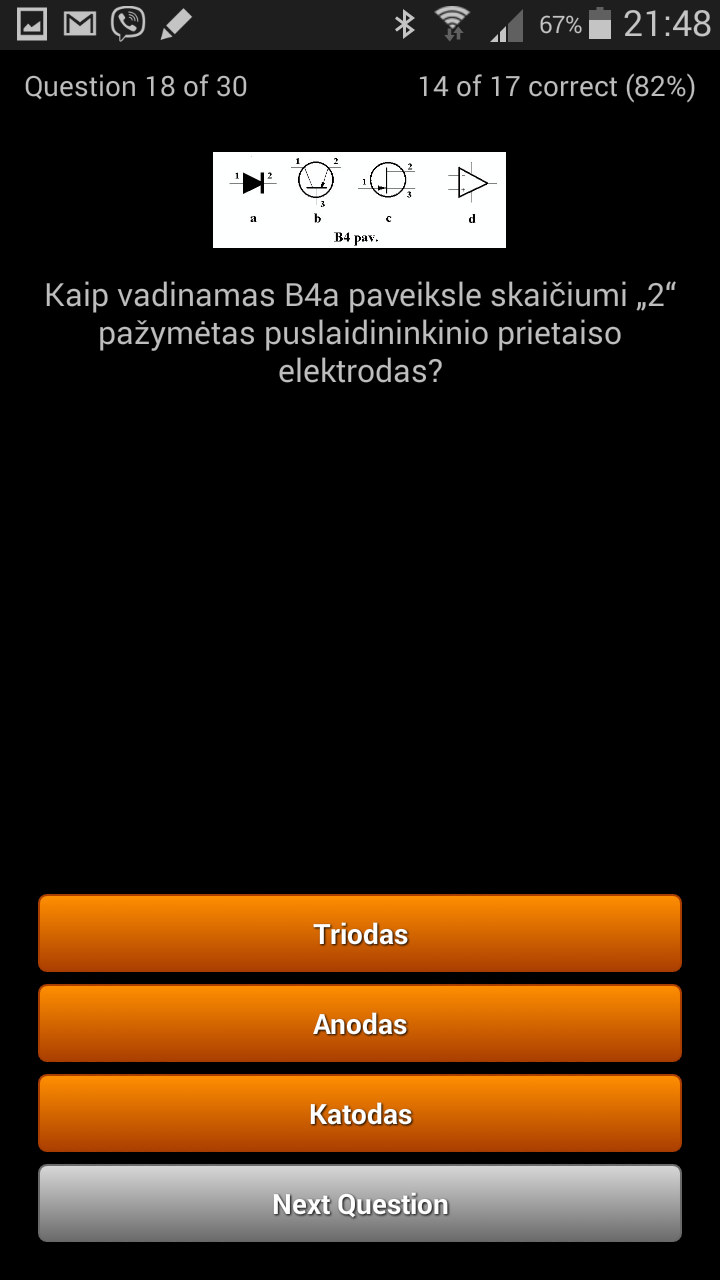 67% 21:48
Question 18 of 30 14 of 17 correct (82%)
1 2 1 2 3 1 2 3
a b c d
B4 pav.
Kaip vadinamas B4a paveiksle skaičiumi „2“
pažymėtas puslaidininkinio prietaiso
elektrodas?
Triodas
Anodas
Katodas
Next Question